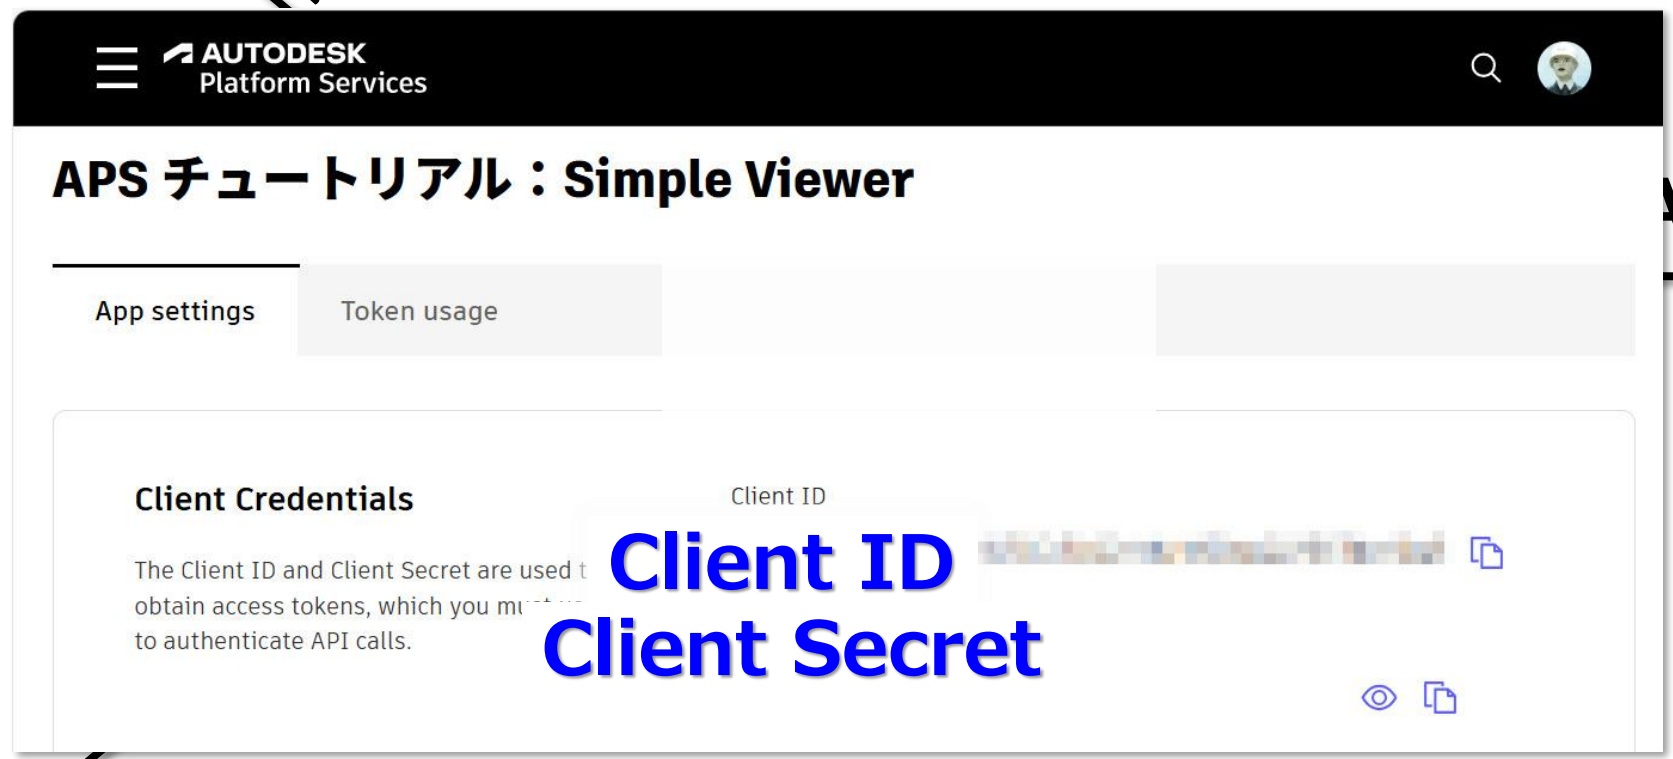 AUTODESK
Platform Services
APS チュートリアル：Simple Viewer
App settings
Token usage
Client Credentials
Client ID
The Client ID and Client Secret are used
obtain access tokens, which you must
to authenticate API calls.
Client ID
Client Secret